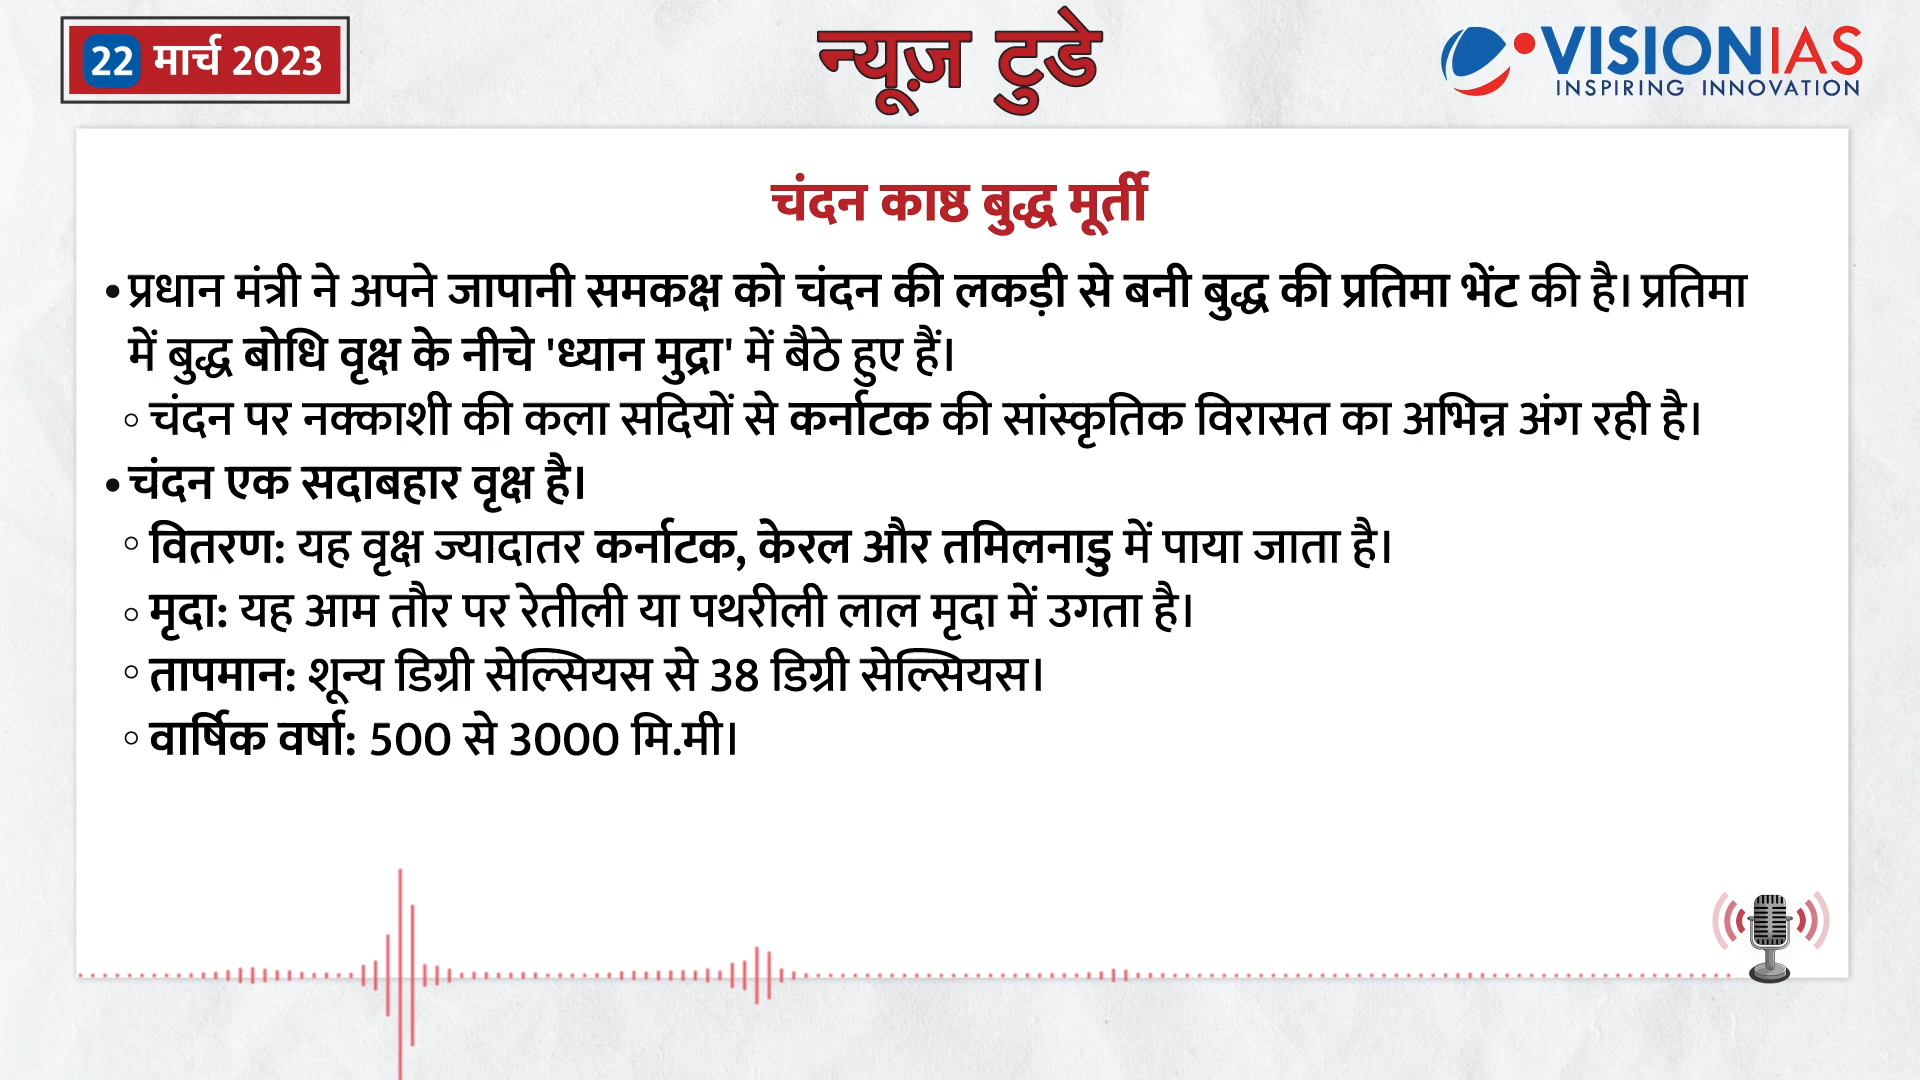 22 मार्च 2023
न्यूज़ टुडे
VISIONIAS
INSPIRING INNOVATION
चंदन काष्ठ बुद्ध मूर्ती
• प्रधान मंत्री ने अपने जापानी समकक्ष को चंदन की लकड़ी से बनी बुद्ध की प्रतिमा भेंट की है। प्रतिमा
में बुद्ध बोधि वृक्ष के नीचे 'ध्यान मुद्रा' में बैठे हुए हैं।
◦ चंदन पर नक्काशी की कला सदियों से कर्नाटक की सांस्कृतिक विरासत का अभिन्न अंग रही है।
• चंदन एक सदाबहार वृक्ष है।
◦ वितरण: यह वृक्ष ज्यादातर कर्नाटक, केरल और तमिलनाडु में पाया जाता है।
◦ मृदा: यह आम तौर पर रेतीली या पथरीली लाल मृदा में उगता है।
◦ तापमान: शून्य डिग्री सेल्सियस से 38 डिग्री सेल्सियस।
◦ वार्षिक वर्षा: 500 से 3000 मि.मी।